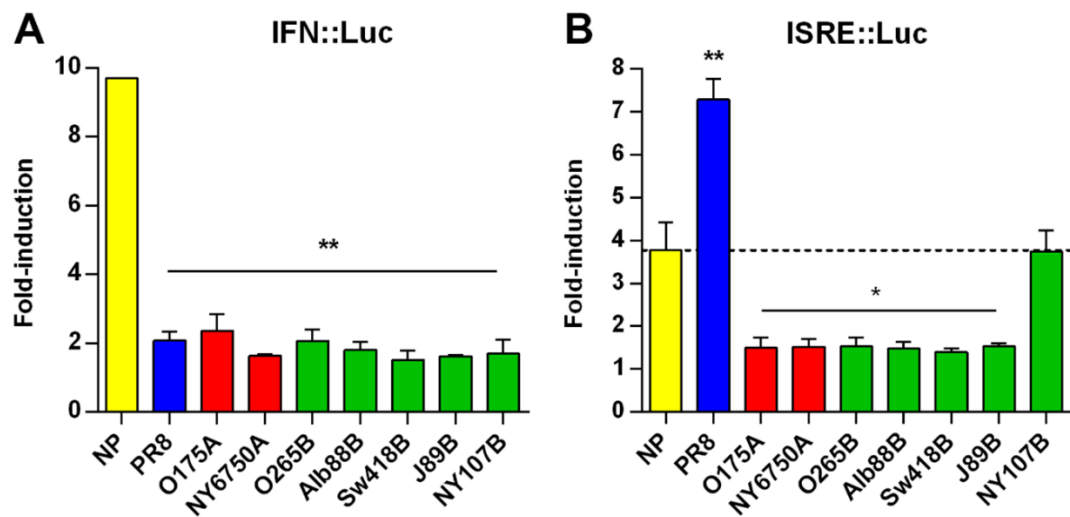 A
IFN::Luc
Fold-induction
10
8
6
4
2
0
**
NP
PR8
O175A
NY6750A
O265B
Alb88B
Sw418B
J89B
NY107B
B
ISRE::Luc
Fold-induction
8
7
6
5
4
3
2
1
0
**
*
NP
PR8
O175A
NY6750A
O265B
Alb88B
Sw418B
J89B
NY107B